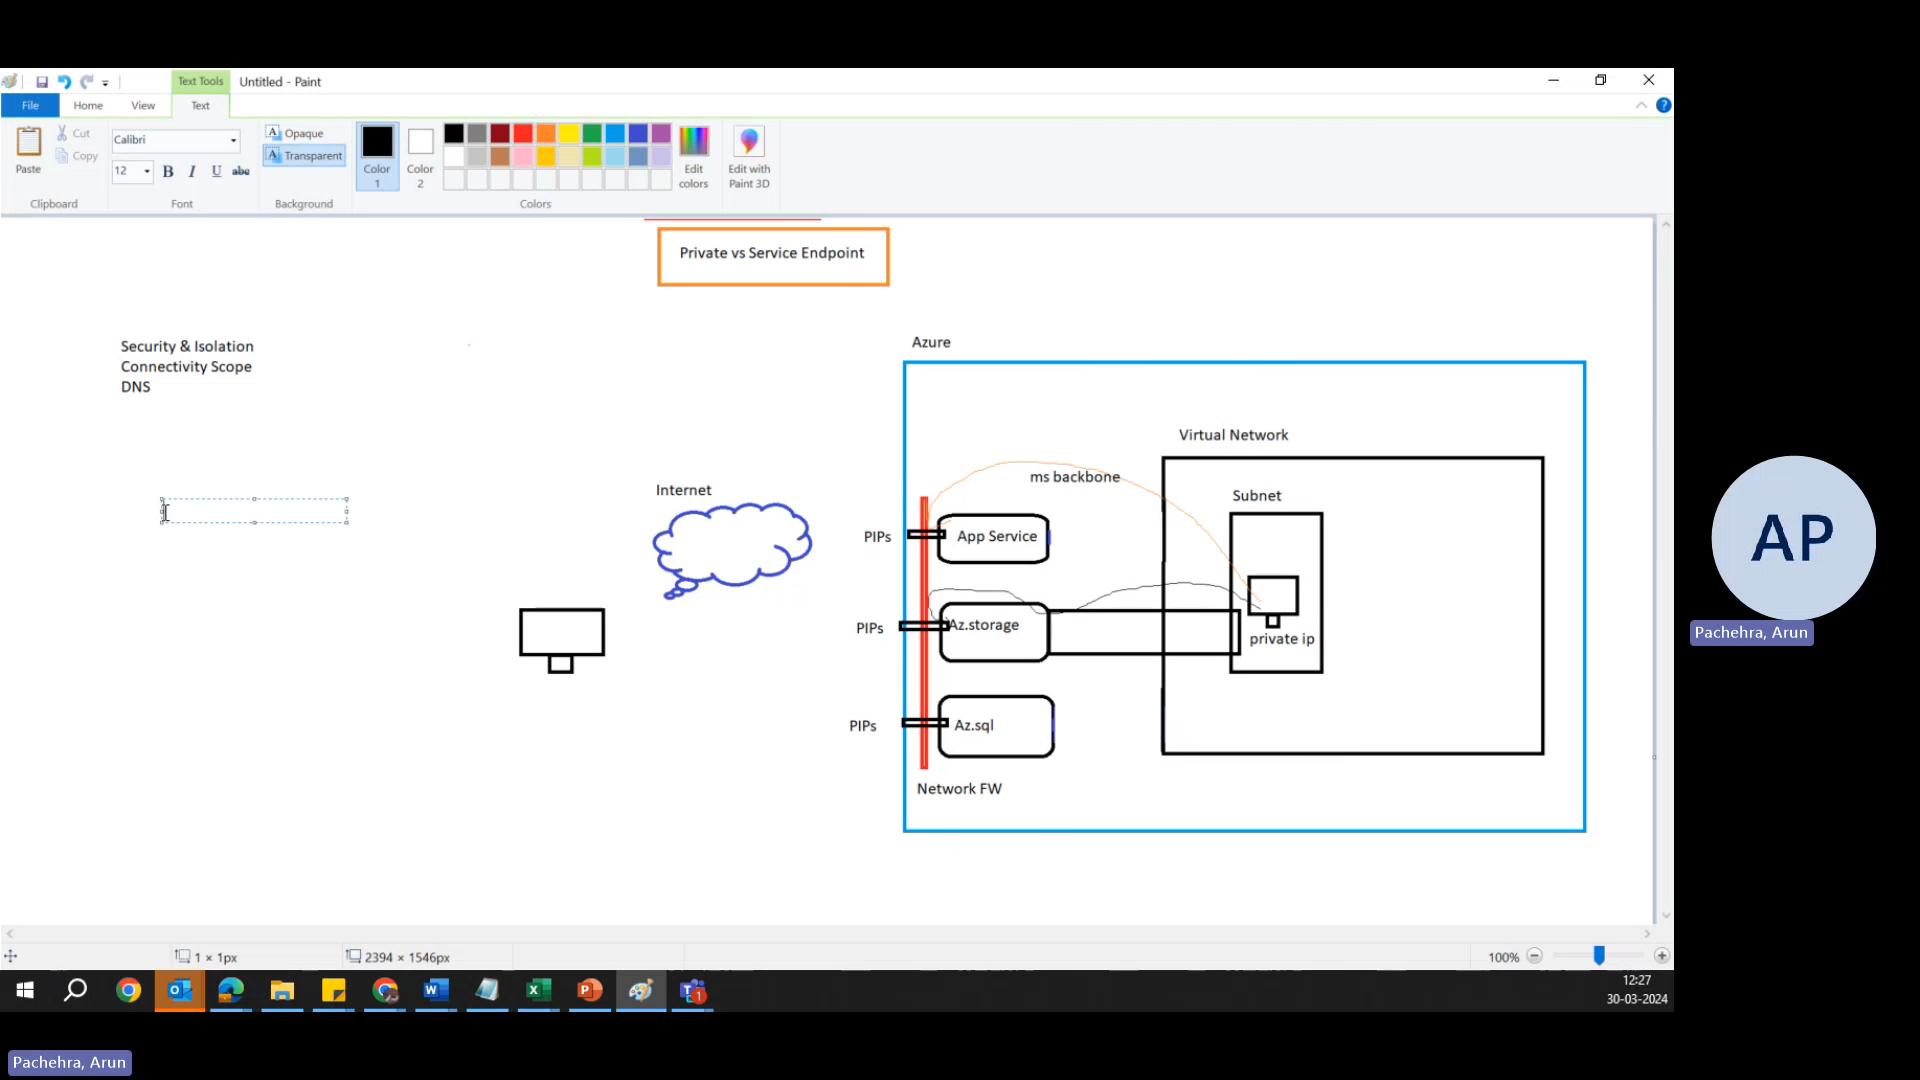 Text Tools
Untitled - Paint
File
Home
View
Text
Paste
Cut
Copy
Clipboard
Calibri
12
B
I
U
abc
Font
Opaque
Transparent
Background
Color
1
Color
2
Edit
colors
Edit with
Paint 3D
Colors
Private vs Service Endpoint
Security & Isolation
Connectivity Scope
DNS
Azure
Virtual Network
ms backbone
Internet
Subnet
PIPs
App Service
PIPs
Az.storage
private ip
PIPs
Az.sql
Network FW
1 × 1px
2394 × 1546px
100%
12:27
30-03-2024
AP
Pachehra, Arun
Pachehra, Arun